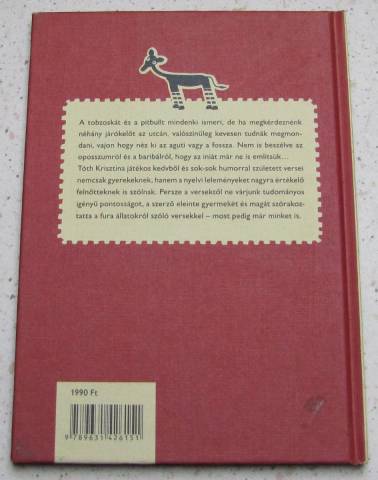 A tobzoskát és a pitbullt mindenki ismeri, de ha megkérdeznénk
néhány járókelőt az utcán, valószínűleg kevesen tudnák megmon-
dani, vajon hogy néz ki az aguti vagy a fossza. Nem is beszélve az
oposszumról és a baribálról, hogy az iniát már ne is említsük...
Tóth Krisztina játékos kedvből és sok-sok humorral született versei
nemcsak gyerekeknek, hanem a nyelvi leleményeket nagyra értékelő
felnőtteknek is szólnak. Persze a versektől ne várjunk tudományos
igényű pontosságot, a szerző eleinte gyermekét és magát szórakoz-
tatta a fura állatokról szóló versekkel – most pedig már minket is.
1990 Ft
9789631426151